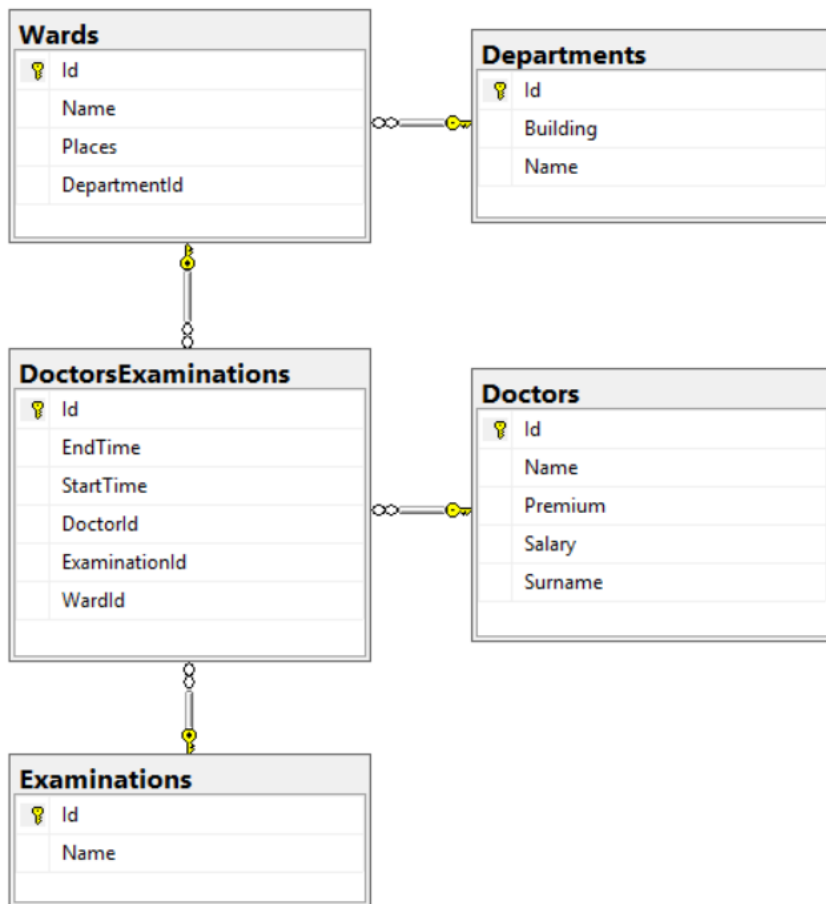 Wards
Id
Name
Places
DepartmentId
Departments
Id
Building
Name
DoctorsExaminations
Id
EndTime
StartTime
DoctorId
ExaminationId
WardId
Doctors
Id
Name
Premium
Salary
Surname
Examinations
Id
Name